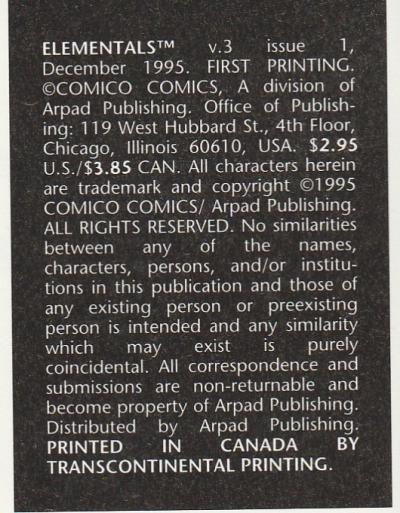 ELEMENTALS™ v.3 issue 1,
December 1995. FIRST PRINTING.
©COMICO COMICS, A division of
Arpad Publishing. Office of Publish-
ing: 119 West Hubbard St., 4th Floor,
Chicago, Illinois 60610, USA. $2.95
U.S./$3.85 CAN. All characters herein
are trademark and copyright ©1995
COMICO COMICS/ Arpad Publishing.
ALL RIGHTS RESERVED. No similarities
between any of the names,
characters, persons, and/or institu-
tions in this publication and those of
any existing person or preexisting
person is intended and any similarity
which may exist is purely
coincidental. All correspondence and
submissions are non-returnable and
become property of Arpad Publishing.
Distributed by Arpad Publishing.
PRINTED IN CANADA BY
TRANSCONTINENTAL PRINTING.